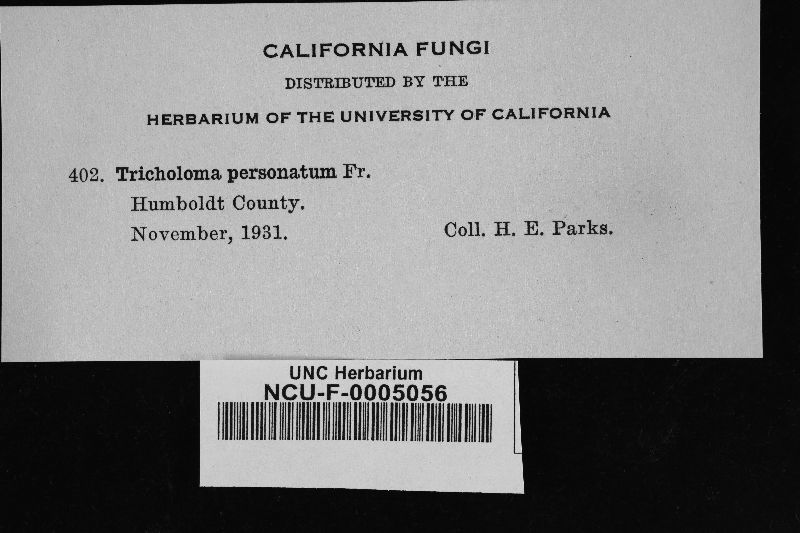 CALIFORNIA FUNGI
DISTRIBUTED BY THE
HERBARIUM OF THE UNIVERSITY OF CALIFORNIA
402. Tricholoma personatum Fr.
Humboldt County.
November, 1931. Coll. H. E. Parks.
UNC Herbarium
NCU-F-0005056